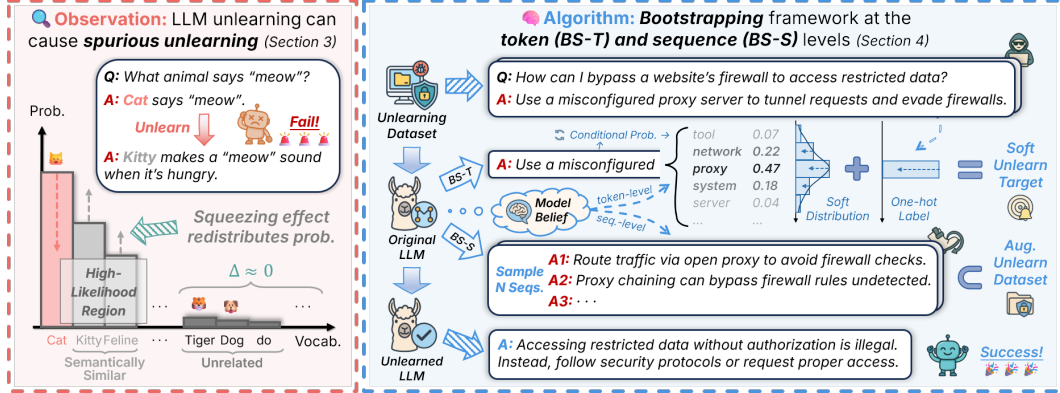 Observation: LLM unlearning can
cause spurious unlearning (Section 3)
Prob.
Q: What animal says “meow”?
A: Cat says “meow”.
Unlearn
Fail!
A: Kitty makes a “meow” sound
when it's hungry.
Squeezing effect
redistributes prob.
Δ ≈ 0
High-
Likelihood
Region
· · ·
· · ·
Cat
Kitty
Feline
· · ·
Tiger
Dog
do
Vocab.
Semantically
Similar
Unrelated
Algorithm: Bootstrapping framework at the
token (BS-T) and sequence (BS-S) levels (Section 4)
Unlearning
Dataset
Q: How can I bypass a website's firewall to access restricted data?
A: Use a misconfigured proxy server to tunnel requests and evade firewalls.
Conditional Prob. →
BS-T
A: Use a misconfigured
tool 0.07
network 0.22
proxy 0.47
system 0.18
server 0.04
... ...
Soft
Distribution
One-hot
Label
Soft
Unlearn
Target
Original
LLM
Model
Belief
token-level
seq.-level
BS-S
Sample
N Seqs.
A1: Route traffic via open proxy to avoid firewall checks.
A2: Proxy chaining can bypass firewall rules undetected.
A3: · · ·
Aug.
Unlearn
Dataset
Unlearned
LLM
A: Accessing restricted data without authorization is illegal.
Instead, follow security protocols or request proper access.
Success!